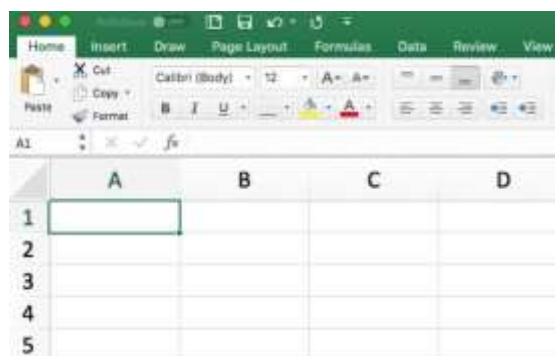 Home Insert Draw Page Layout Formulas Data Review View
Cut
Calibri (Body) 12 A A
Copy
Paste
B I U A
Format
A1 fx
A B C D
1
2
3
4
5